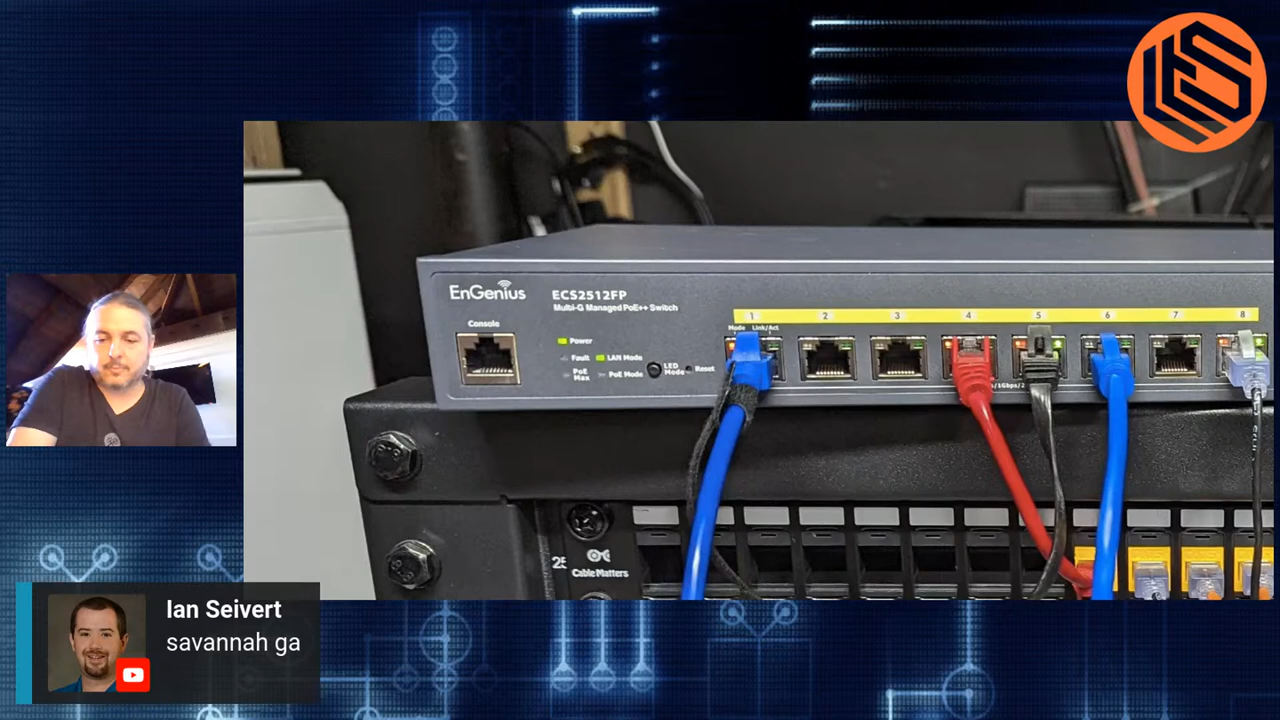 EnGenius
ECS2512FP
Multi-G Managed PoE++ Switch
Console
Power
Fault
LAN Mode
PoE Max
PoE Mode
LED Mode
Reset
1 2 3 4 5 6 7 8
Mode Link/Act
Cable Matters
Ian Seivert
savannah ga